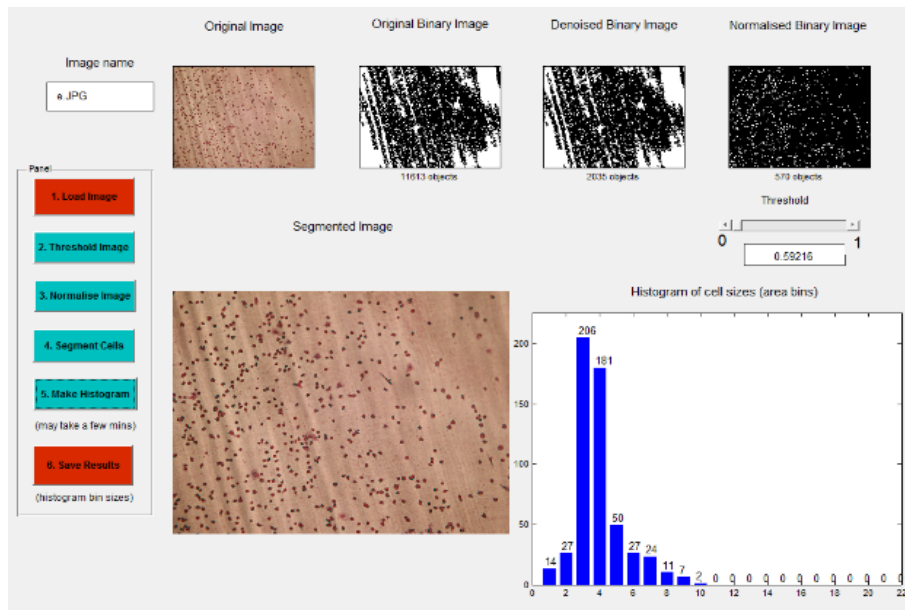 Original Image
Original Binary Image
Denoised Binary Image
Normalised Binary Image
Image name
e.JPG
11613 objects
2035 objects
570 objects
Panel
1. Load Image
2. Threshold Image
3. Normalise Image
4. Segment Cells
5. Make Histogram
(may take a few mins)
6. Save Results
(histogram bin sizes)
Threshold
0
1
0.59216
Segmented Image
Histogram of cell sizes (area bins)
200
150
100
50
0
14
27
206
181
50
27
24
11
7
2
0 0 0 0 0 0 0 0 0 0 0 0
0 2 4 6 8 10 12 14 16 18 20 22